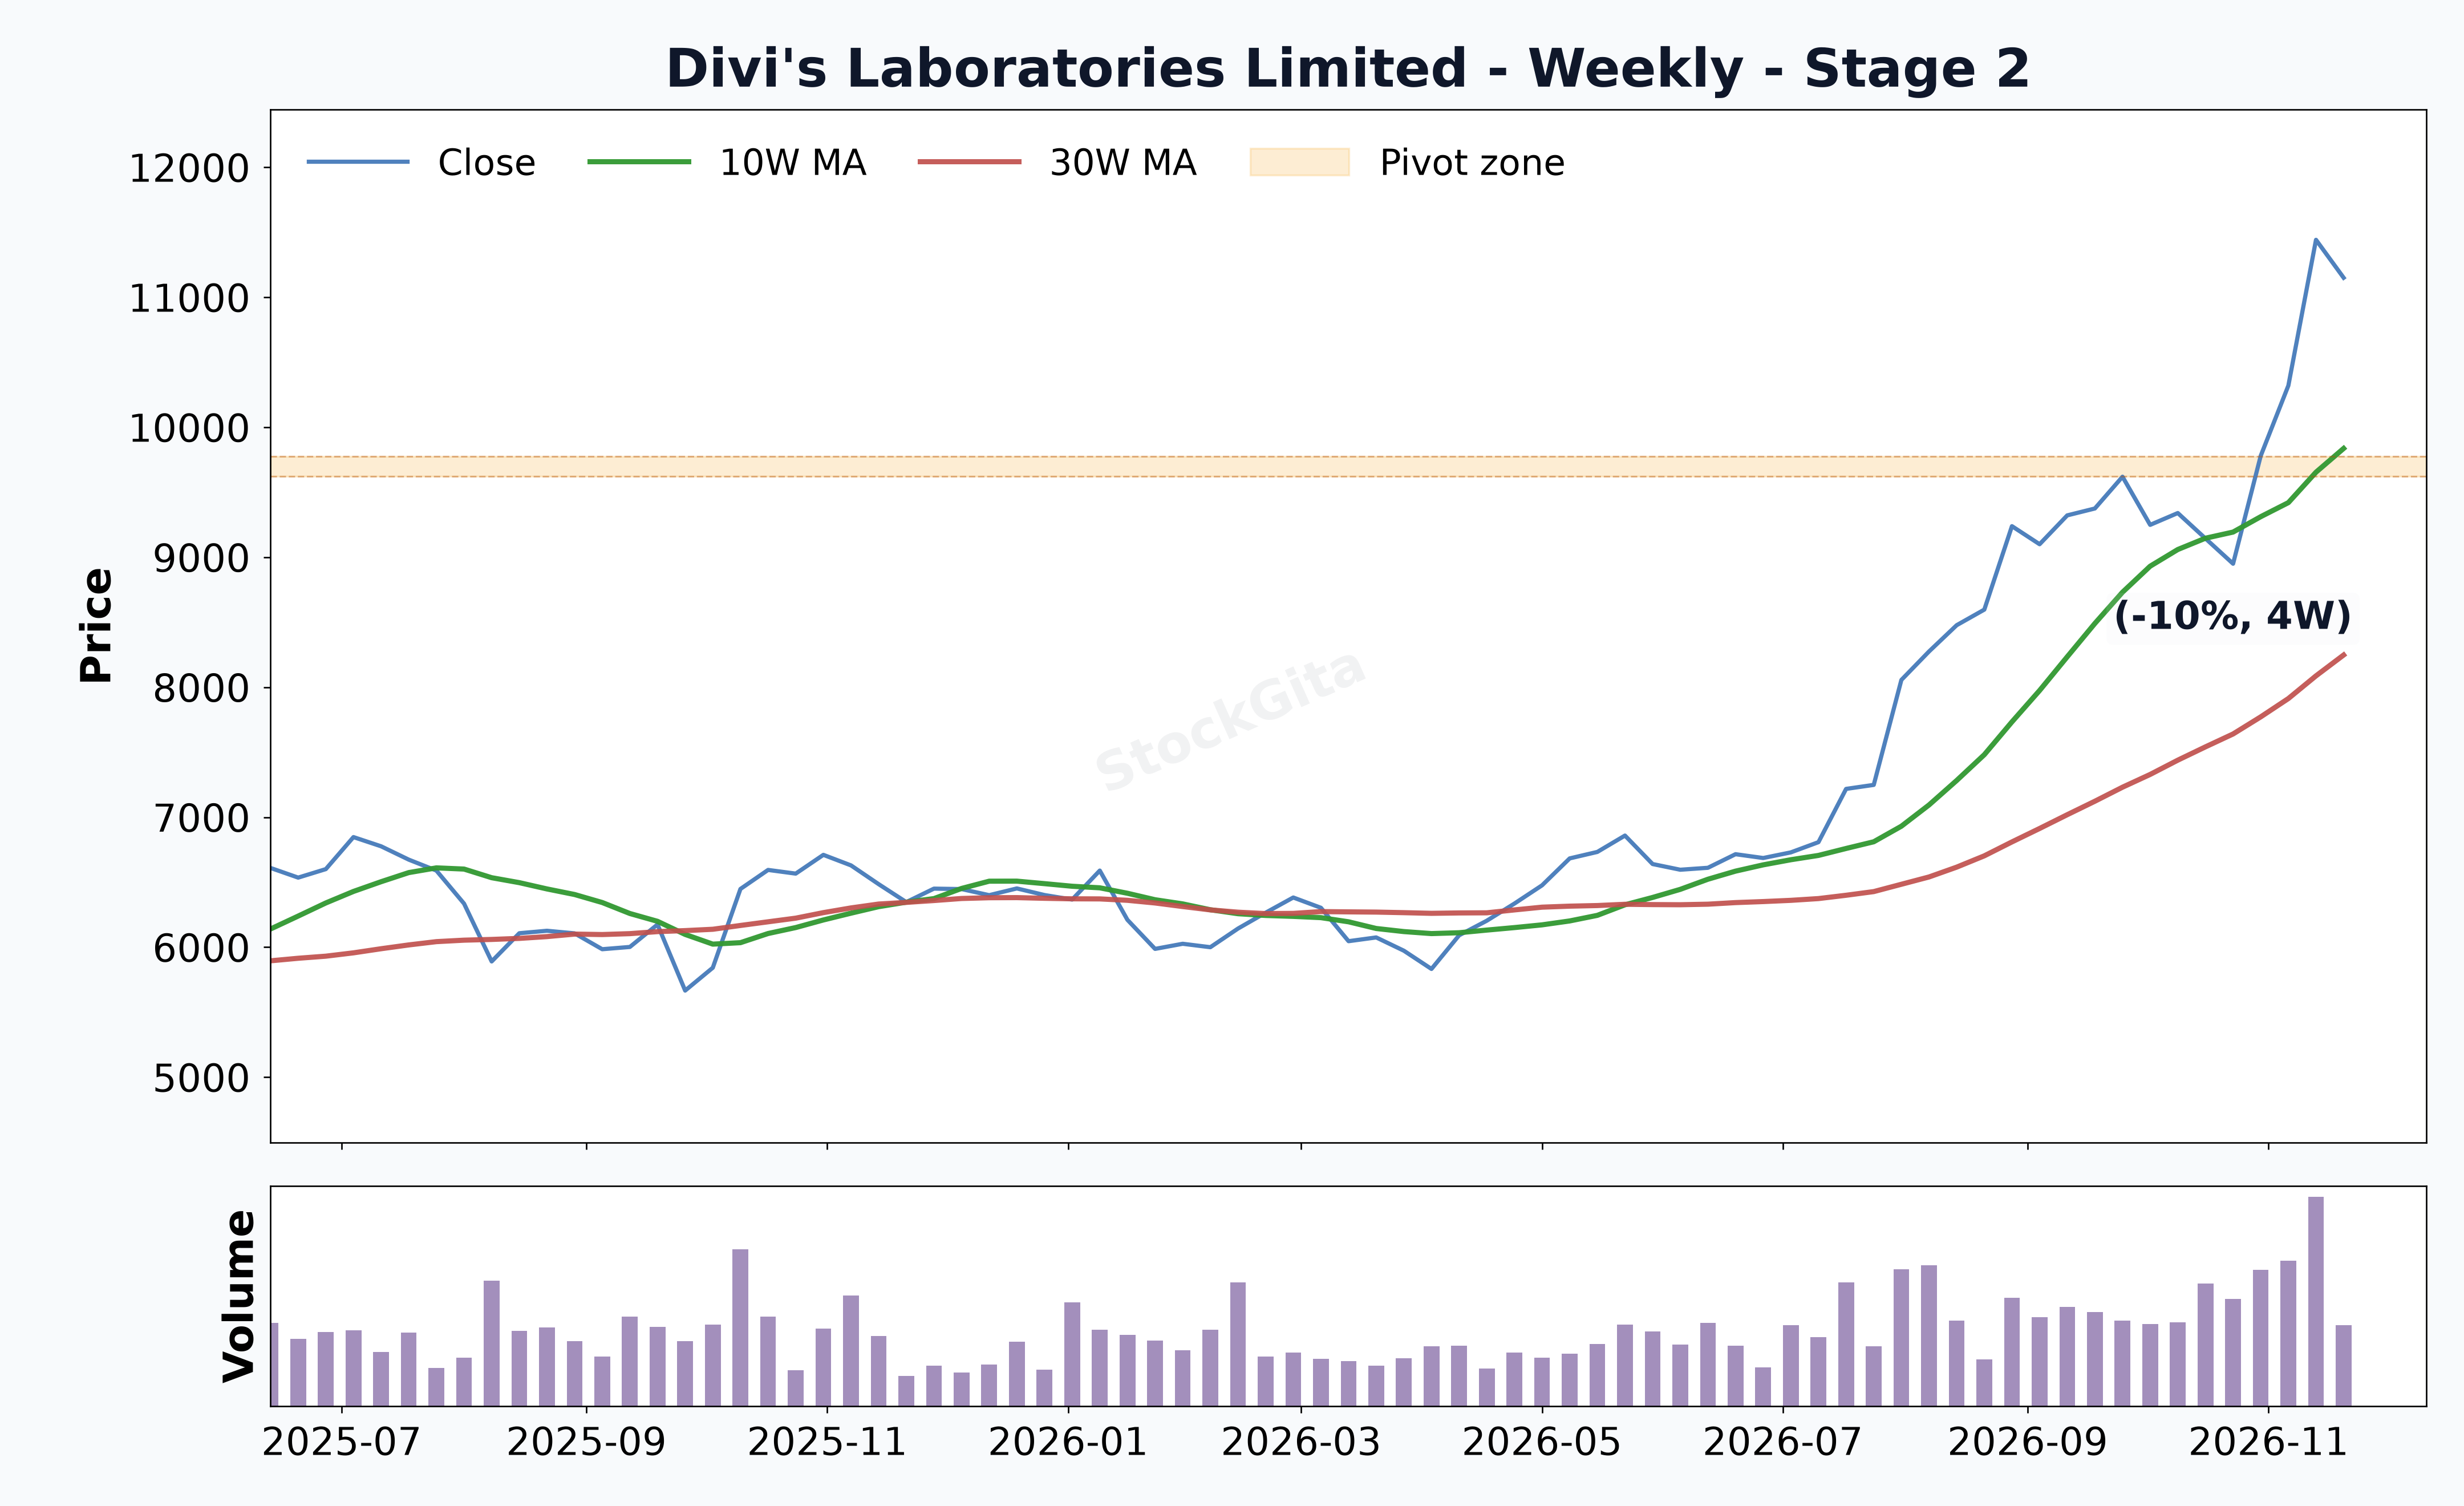 Divi's Laboratories Limited - Weekly - Stage 2
Close 10W MA 30W MA Pivot zone
12000
11000
10000
9000
8000
7000
6000
5000
Price
(-10%, 4W)
StockGita
Volume
2025-07 2025-09 2025-11 2026-01 2026-03 2026-05 2026-07 2026-09 2026-11